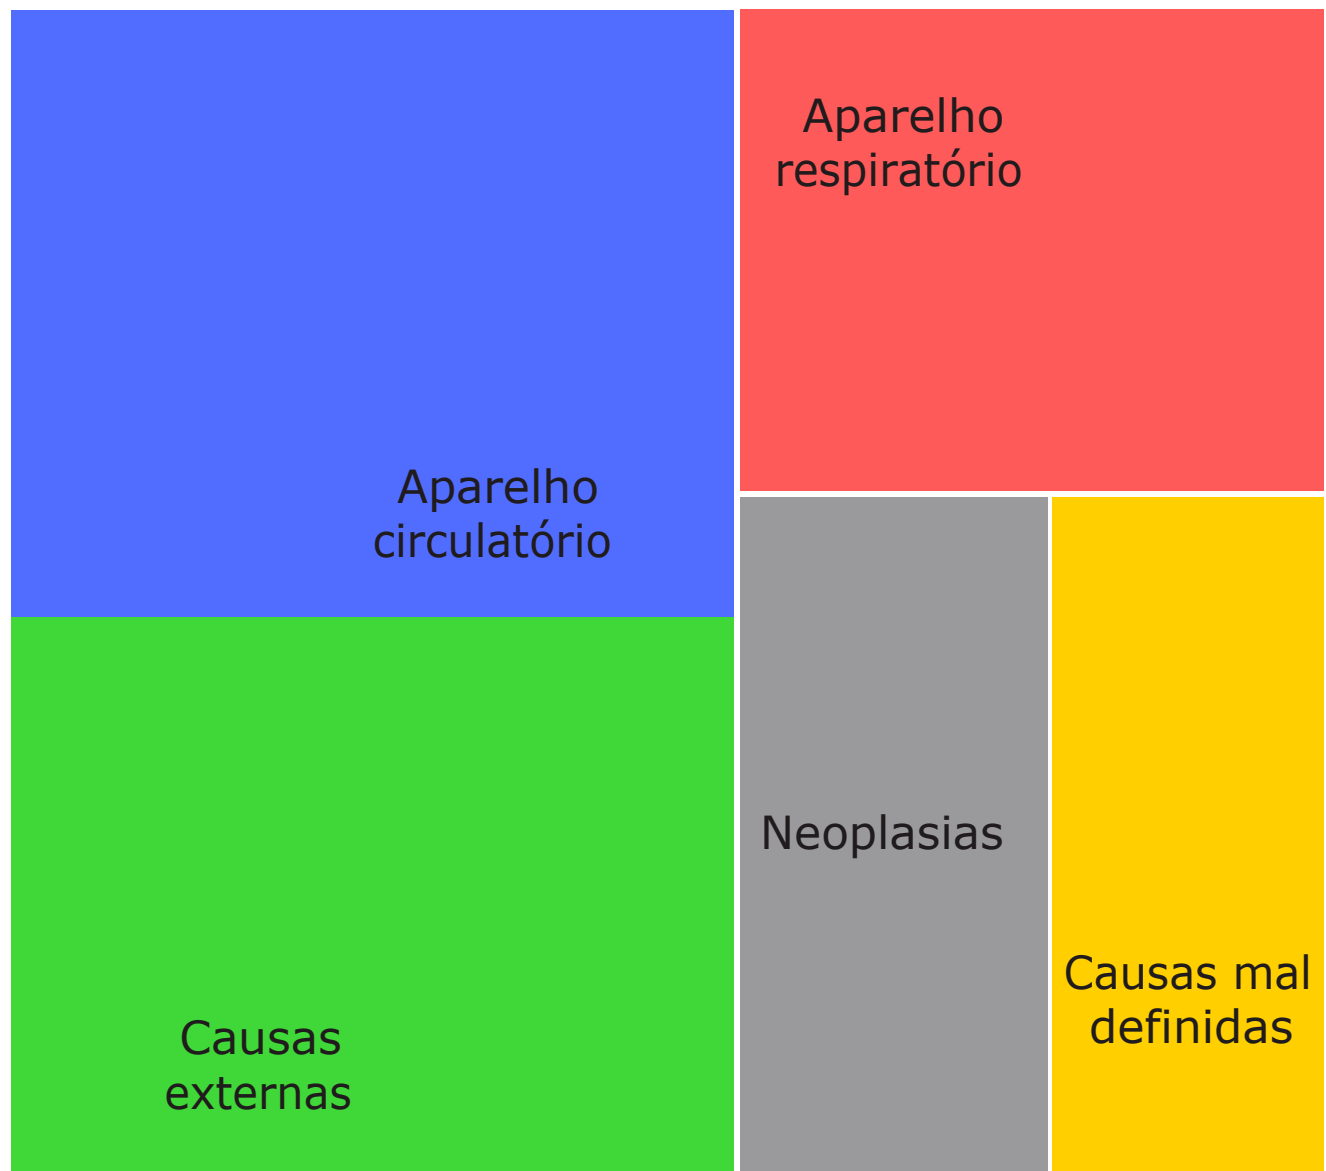 Aparelho
respiratório
Aparelho
circulatório
Neoplasias
Causas mal
definidas
Causas
externas